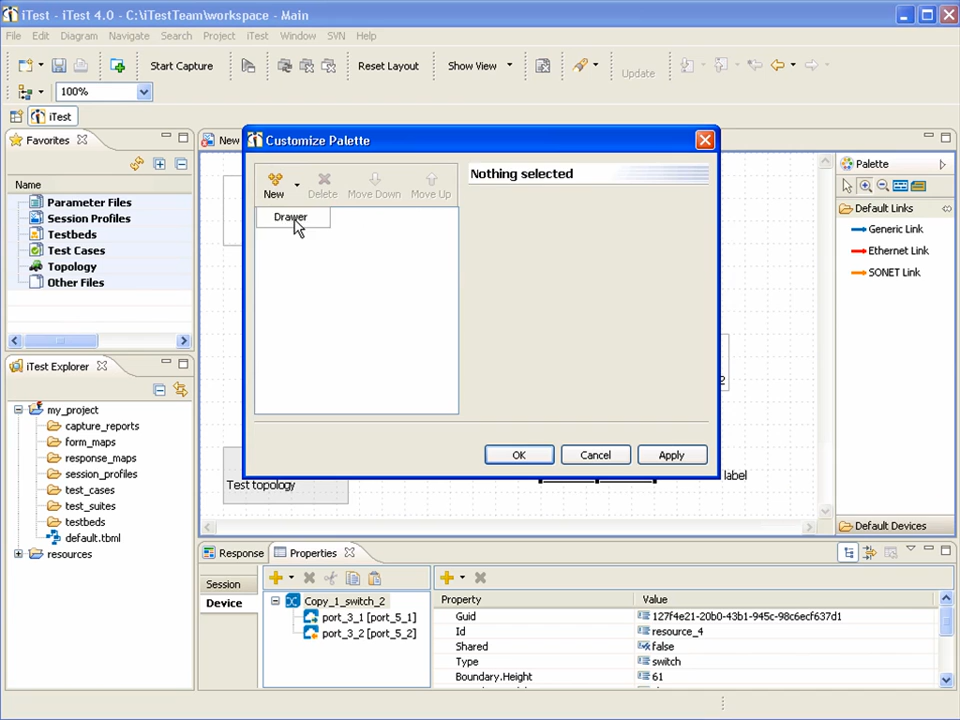 iTest - iTest 4.0 - C:\iTestTeam\workspace - Main
File Edit Diagram Navigate Search Project iTest Window SVN Help
Start Capture Reset Layout Show View Update
100%
iTest
Favorites
Name
Parameter Files
Session Profiles
Testbeds
Test Cases
Topology
Other Files
iTest Explorer
my_project
capture_reports
form_maps
response_maps
session_profiles
test_cases
test_suites
testbeds
default.tbml
resources
New
Customize Palette
New Delete Move Down Move Up
Drawer
Nothing selected
OK Cancel Apply
2
Test topology
label
Palette
Default Links
Generic Link
Ethernet Link
SONET Link
Default Devices
Response Properties
Session
Device
Copy_1_switch_2
port_3_1 [port_5_1]
port_3_2 [port_5_2]
Property Value
Guid 127f4e21-20b0-43b1-945c-98c6ecf637d1
Id resource_4
Shared false
Type switch
Boundary.Height 61